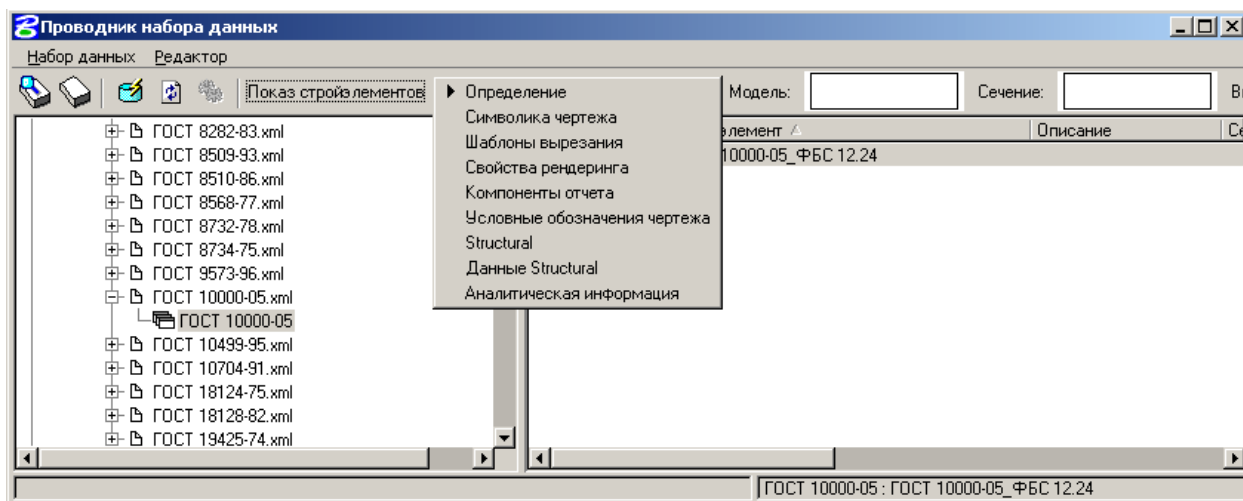 Проводник набора данных
Набор данных Редактор
Показ стройэлементов
Модель:
Сечение:
Определение
Символика чертежа
Шаблоны вырезания
Свойства рендеринга
Компоненты отчета
Условные обозначения чертежа
Structural
Данные Structural
Аналитическая информация
ГОСТ 8282-83.xml
ГОСТ 8509-93.xml
ГОСТ 8510-86.xml
ГОСТ 8568-77.xml
ГОСТ 8732-78.xml
ГОСТ 8734-75.xml
ГОСТ 9573-96.xml
ГОСТ 10000-05.xml
ГОСТ 10000-05
ГОСТ 10499-95.xml
ГОСТ 10704-91.xml
ГОСТ 18124-75.xml
ГОСТ 18128-82.xml
ГОСТ 19425-74.xml
элемент Описание
10000-05_ФБС 12.24
ГОСТ 10000-05 : ГОСТ 10000-05_ФБС 12.24